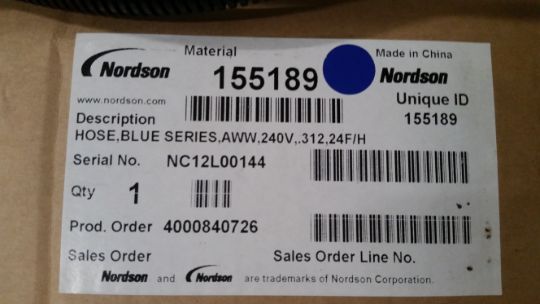 Material
Made in China
Nordson
155189
Nordson
www.nordson.com
Unique ID
Description
155189
HOSE,BLUE SERIES,AWW,240V,.312,24F/H
Serial No. NC12L00144
Qty 1
Prod. Order 4000840726
Sales Order Sales Order Line No.
Nordson and Nordson are trademarks of Nordson Corporation.